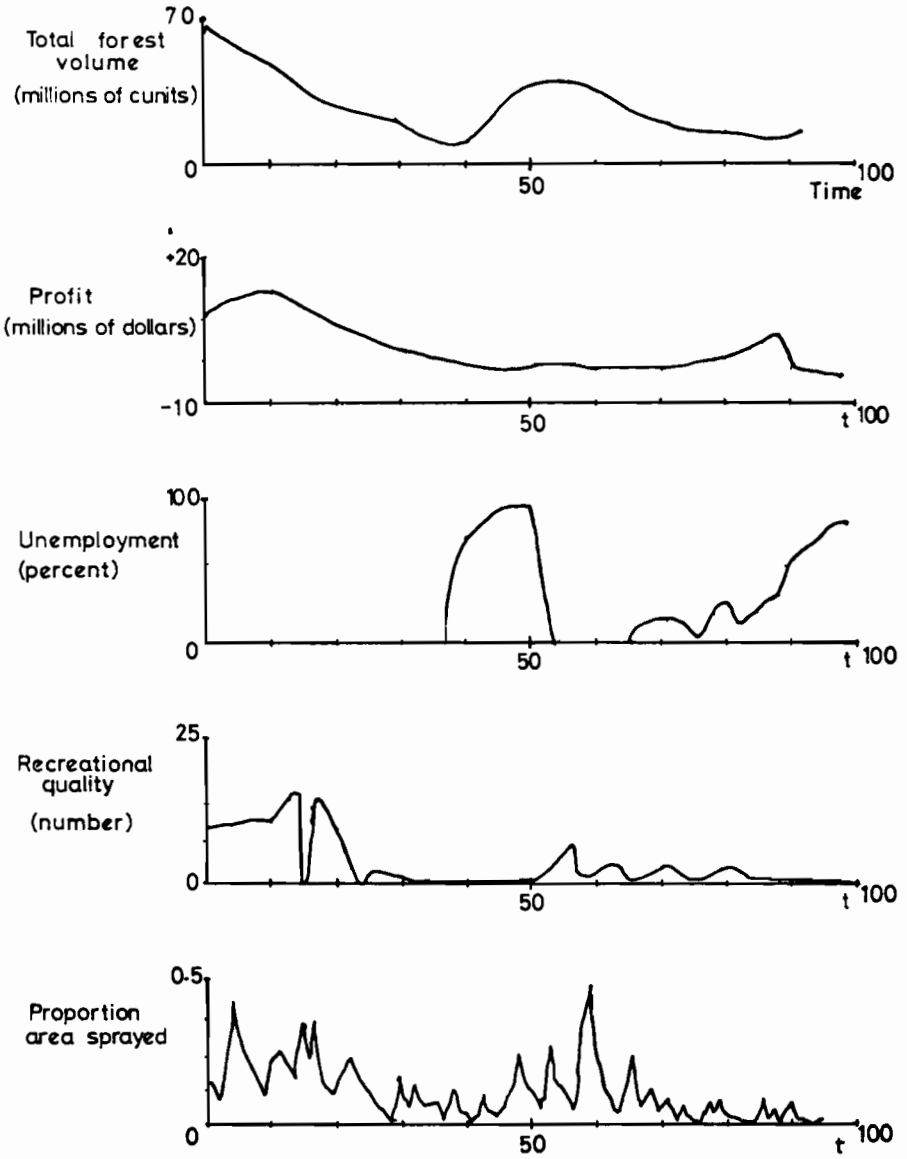 70
Total forest
volume
(millions of cunits)
0
50
100
Time
+20
Profit
(millions of dollars)
-10
50
t 100
100
Unemployment
(percent)
0
50
t 100
25
Recreational
quality
(number)
0
50
t 100
0.5
Proportion
area sprayed
0
50
t 100